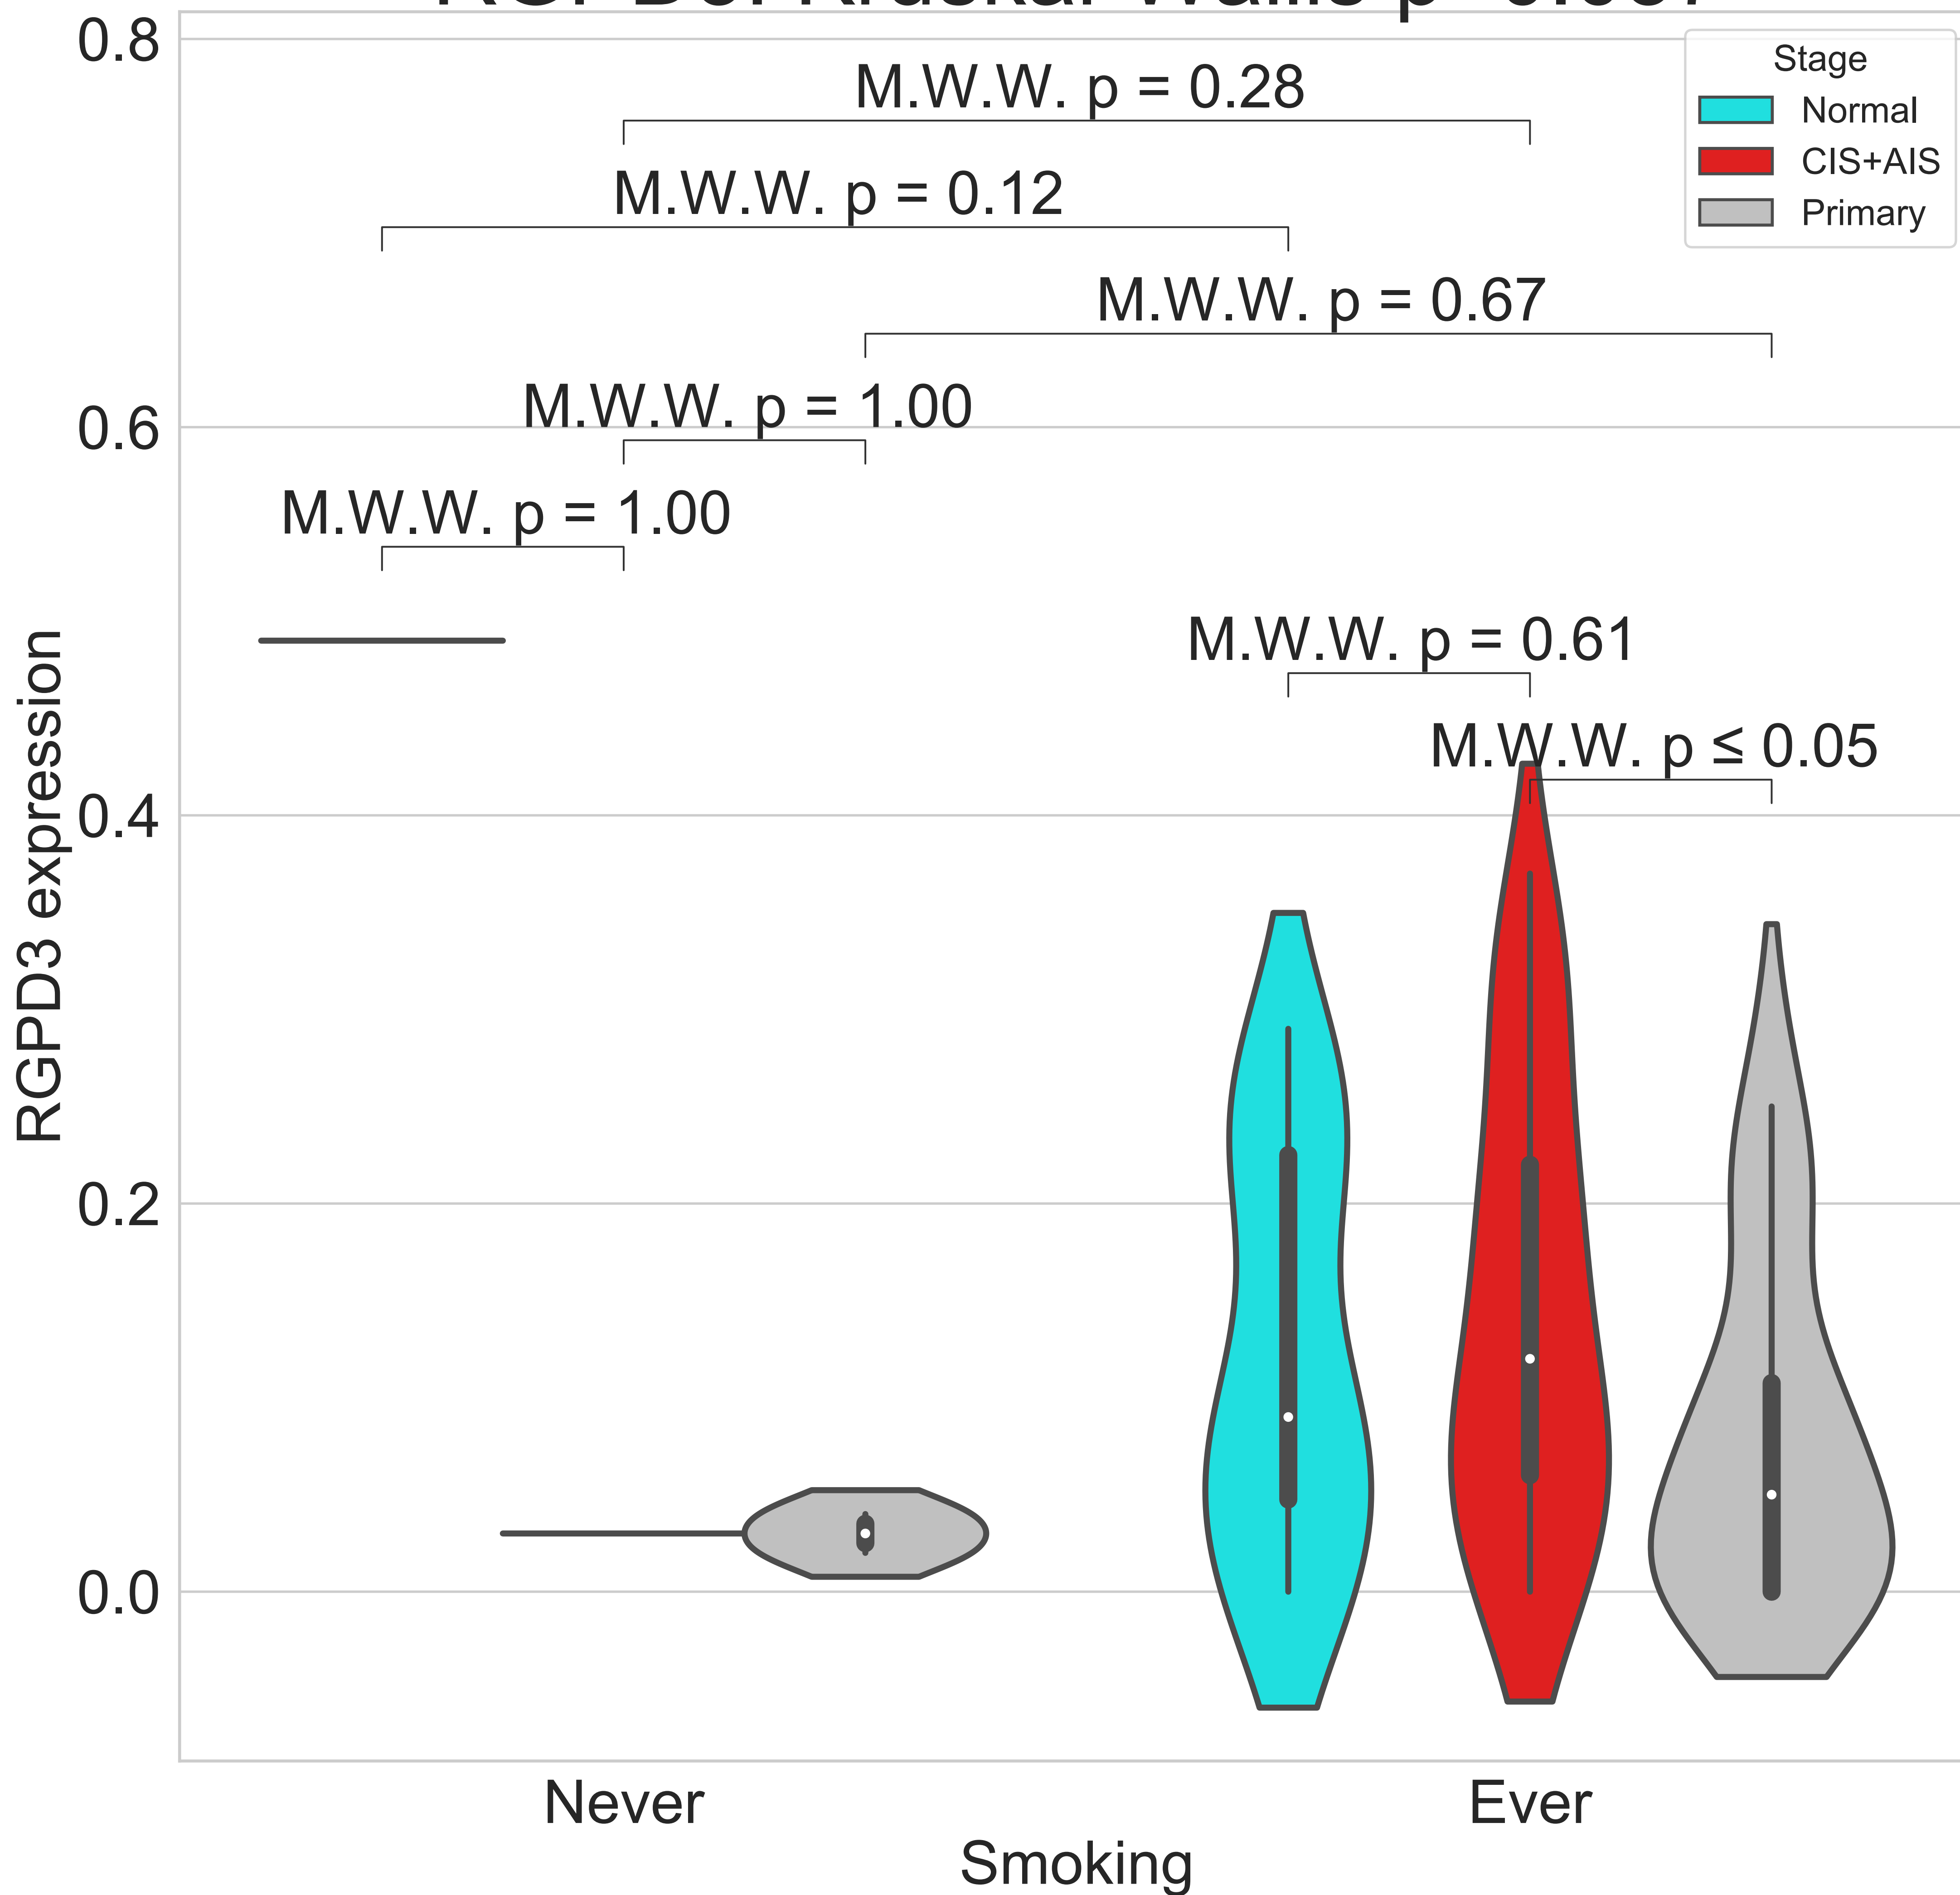 0.8
0.6
0.4
0.2
0.0
RGPD3 expression
M.W.W. p = 0.28
M.W.W. p = 0.12
M.W.W. p = 0.67
M.W.W. p = 1.00
M.W.W. p = 1.00
M.W.W. p = 0.61
M.W.W. p ≤ 0.05
Stage
Normal
CIS+AIS
Primary
Never
Ever
Smoking